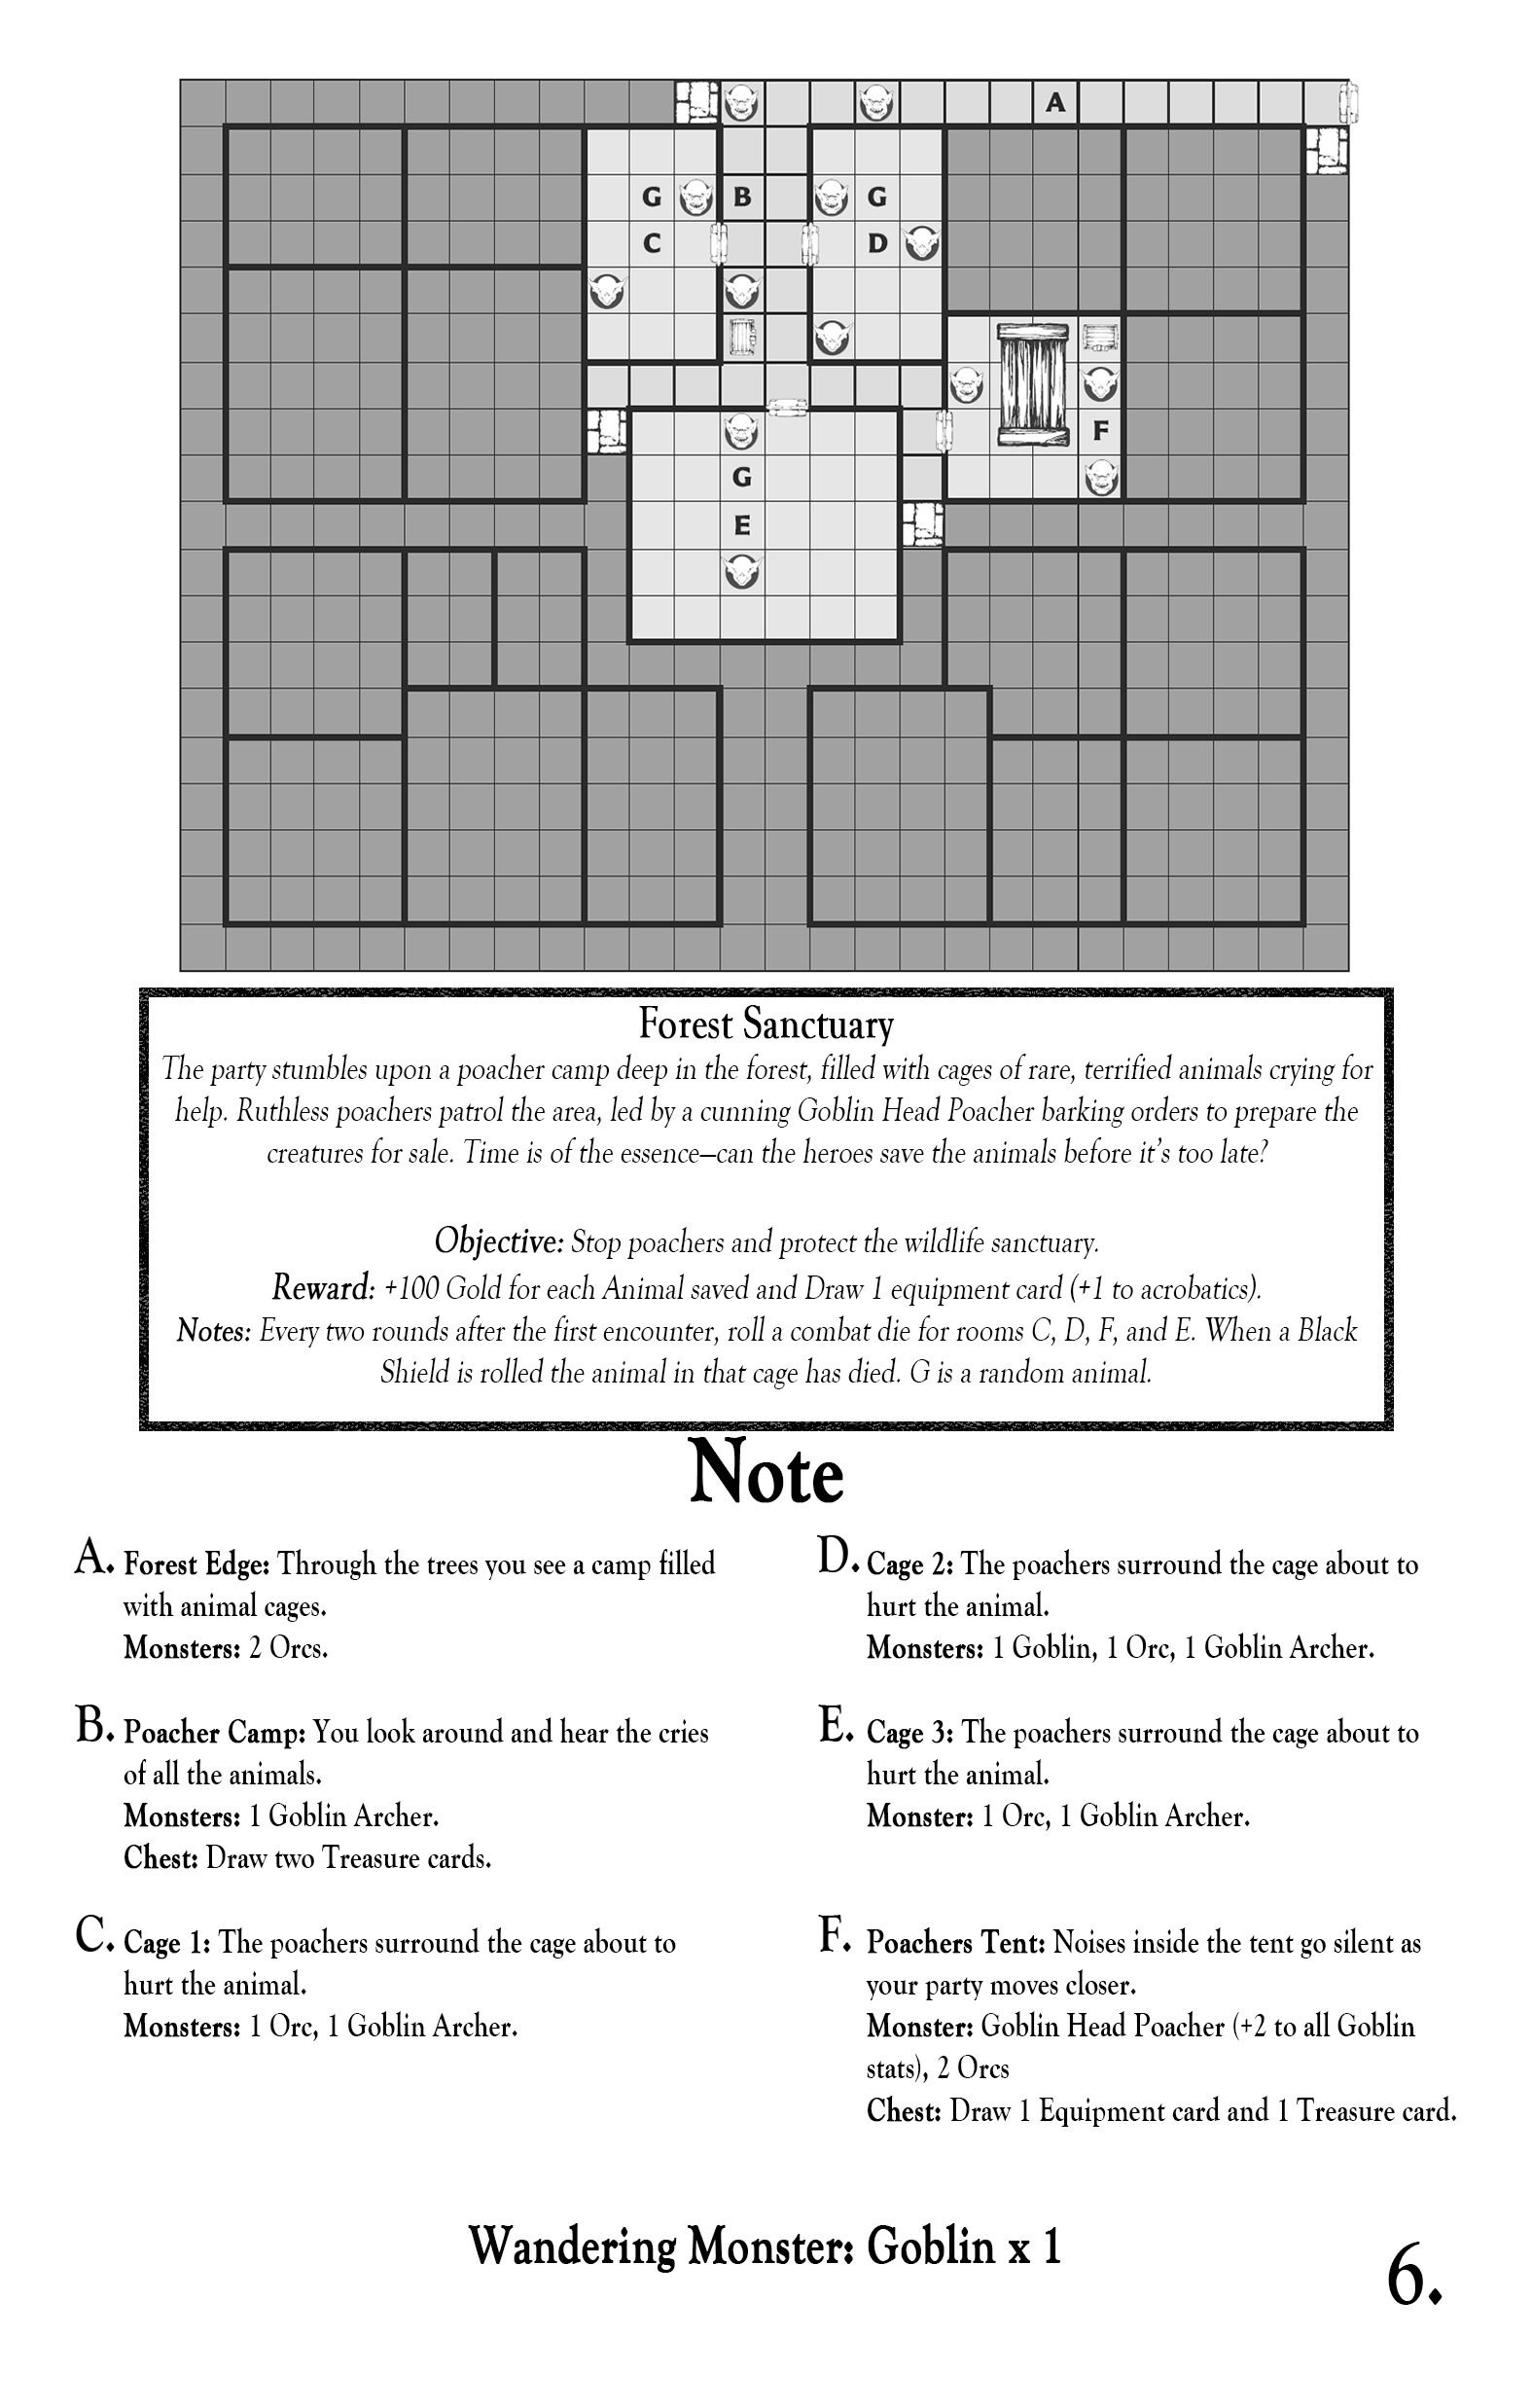 A
G B G
C D
F
G
E
Forest Sanctuary
The party stumbles upon a poacher camp deep in the forest, filled with cages of rare, terrified animals crying for
help. Ruthless poachers patrol the area, led by a cunning Goblin Head Poacher barking orders to prepare the
creatures for sale. Time is of the essence—can the heroes save the animals before it's too late?
Objective: Stop poachers and protect the wildlife sanctuary.
Reward: +100 Gold for each Animal saved and Draw 1 equipment card (+1 to acrobatics).
Notes: Every two rounds after the first encounter, roll a combat die for rooms C, D, F, and E. When a Black
Shield is rolled the animal in that cage has died. G is a random animal.
Note
A. Forest Edge: Through the trees you see a camp filled
with animal cages.
Monsters: 2 Orcs.
B. Poacher Camp: You look around and hear the cries
of all the animals.
Monsters: 1 Goblin Archer.
Chest: Draw two Treasure cards.
C. Cage 1: The poachers surround the cage about to
hurt the animal.
Monsters: 1 Orc, 1 Goblin Archer.
D. Cage 2: The poachers surround the cage about to
hurt the animal.
Monsters: 1 Goblin, 1 Orc, 1 Goblin Archer.
E. Cage 3: The poachers surround the cage about to
hurt the animal.
Monster: 1 Orc, 1 Goblin Archer.
F. Poachers Tent: Noises inside the tent go silent as
your party moves closer.
Monster: Goblin Head Poacher (+2 to all Goblin
stats), 2 Orcs
Chest: Draw 1 Equipment card and 1 Treasure card.
Wandering Monster: Goblin x 1
6.